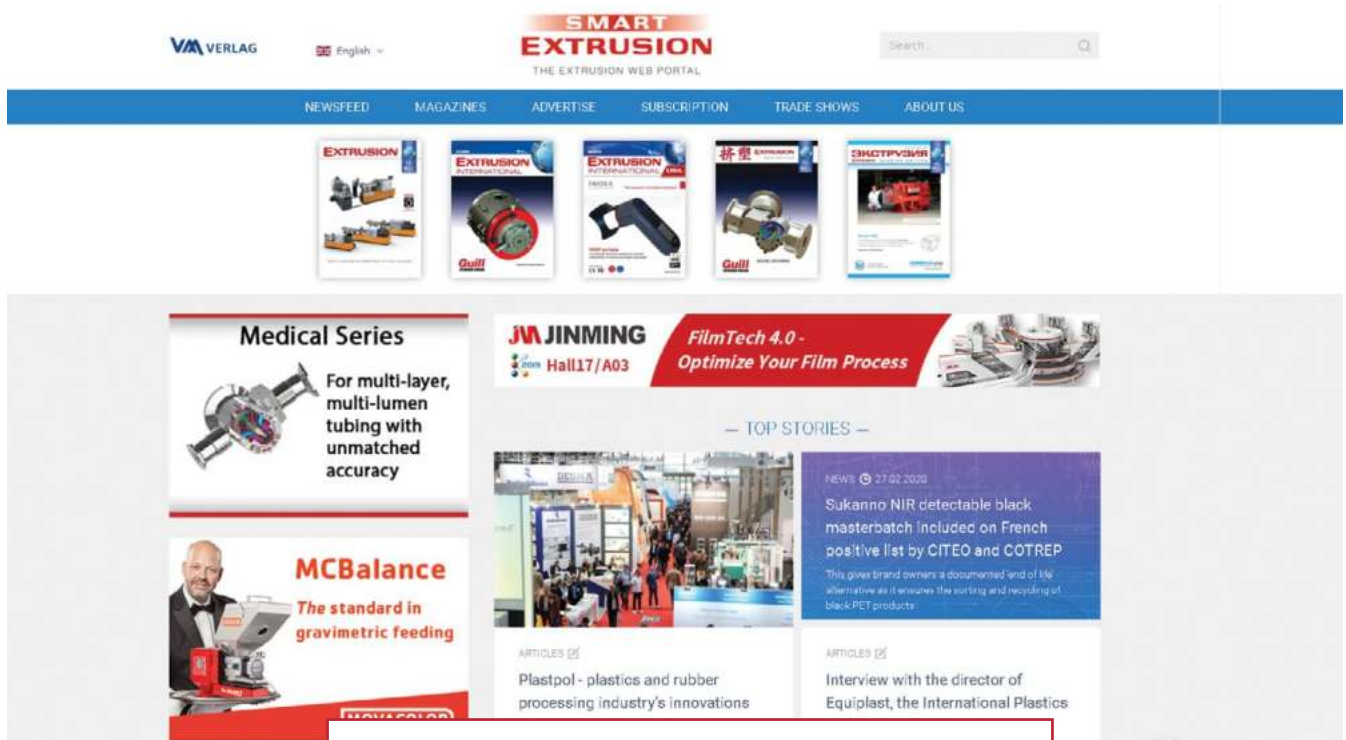 VM VERLAG
English
SMART
EXTRUSION
THE EXTRUSION WEB PORTAL
Search...
NEWSFEED MAGAZINES ADVERTISE SUBSCRIPTION TRADE SHOWS ABOUT US
EXTRUSION
EXTRUSION
INTERNATIONAL
Guill
EXTRUSION
INTERNATIONAL USA
挤塑 EXTRUSION
Guill
ЭКСТРУЗИЯ
Medical Series
For multi-layer,
multi-lumen
tubing with
unmatched
accuracy
JINMING
Hall17/A03
FilmTech 4.0 -
Optimize Your Film Process
— TOP STORIES —
NEWS 27.02.2020
Sukanno NIR detectable black
masterbatch included on French
positive list by CITEO and COTREP
This gives brand owners a documented end of life
alternative as it ensures the sorting and recycling of
black PET products
MCBalance
The standard in
gravimetric feeding
MOVACOLOR
ARTICLES
Plastpol - plastics and rubber
processing industry's innovations
ARTICLES
Interview with the director of
Equiplast, the International Plastics